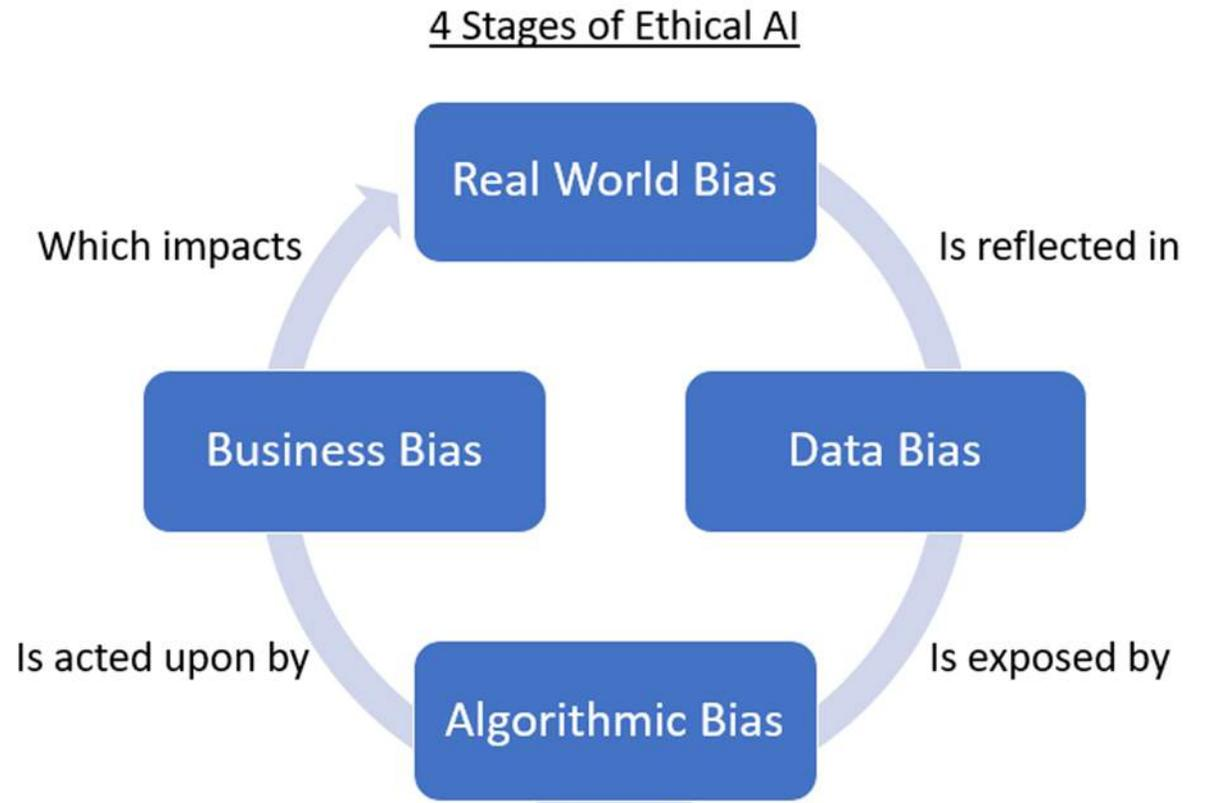 4 Stages of Ethical AI
Real World Bias
Which impacts
Is reflected in
Business Bias
Data Bias
Is acted upon by
Is exposed by
Algorithmic Bias